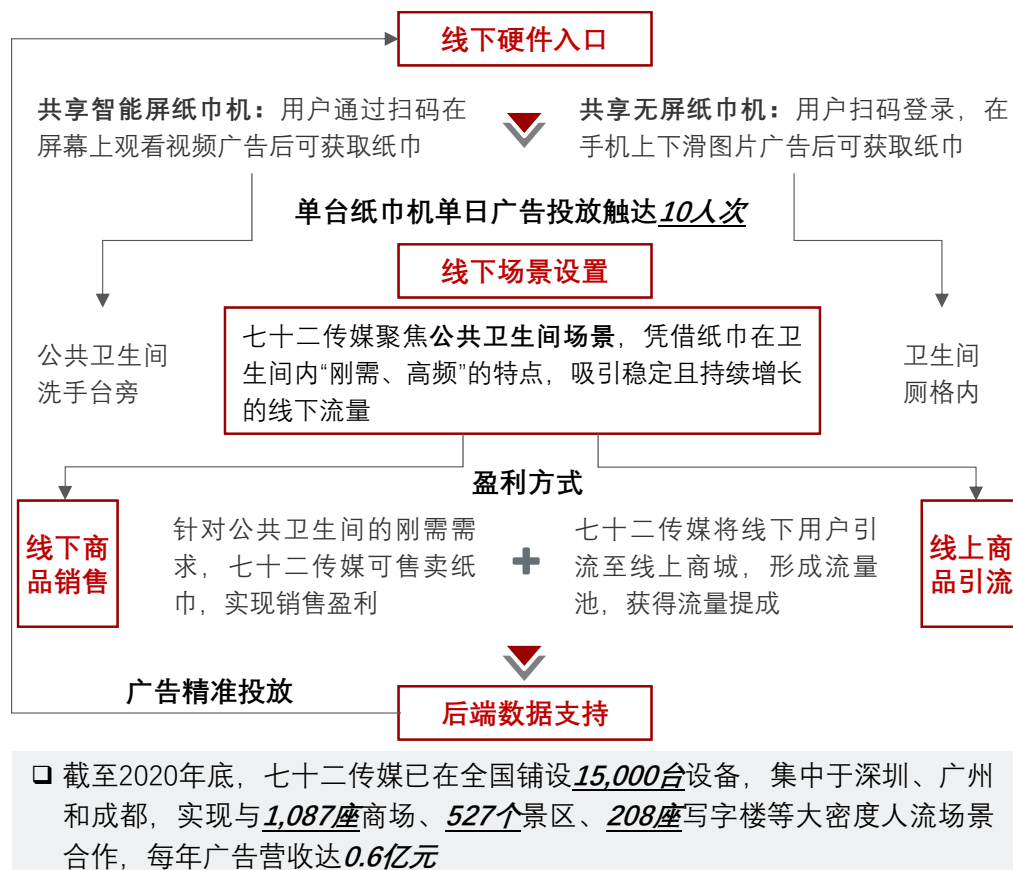 线下硬件入口
共享智能屏纸巾机：用户通过扫码在
屏幕上观看视频广告后可获取纸巾
共享无屏纸巾机：用户扫码登录，在
手机上下滑图片广告后可获取纸巾
单台纸巾机单日广告投放触达10人次
线下场景设置
公共卫生间
洗手台旁
七十二传媒聚焦公共卫生间场景，凭借纸巾在卫
生间内“刚需、高频”的特点，吸引稳定且持续增长
的线下流量
卫生间
厕格内
盈利方式
线下商
品销售
针对公共卫生间的刚需需
求，七十二传媒可售卖纸
巾，实现销售盈利
七十二传媒将线下用户引
流至线上商城，形成流量
池，获得流量提成
线上商
品引流
广告精准投放
后端数据支持
截至2020年底，七十二传媒已在全国铺设15,000台设备，集中于深圳、广州
和成都，实现与1,087座商场、527个景区、208座写字楼等大密度人流场景
合作，每年广告营收达0.6亿元